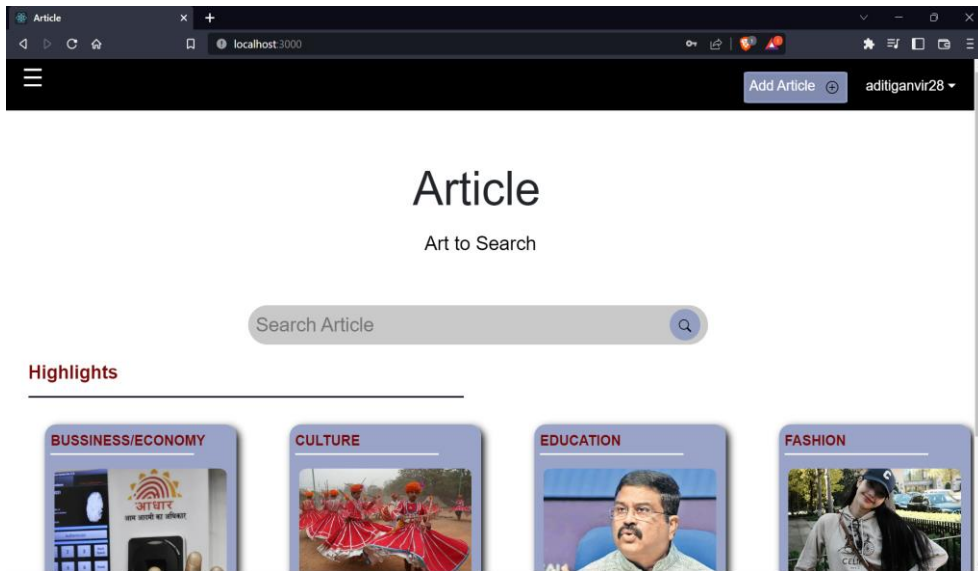 Article
localhost:3000
Add Article
aditiganvir28
Article
Art to Search
Search Article
Highlights
BUSSINESS/ECONOMY
CULTURE
EDUCATION
FASHION
आधार
आम आदमी का अधिकार